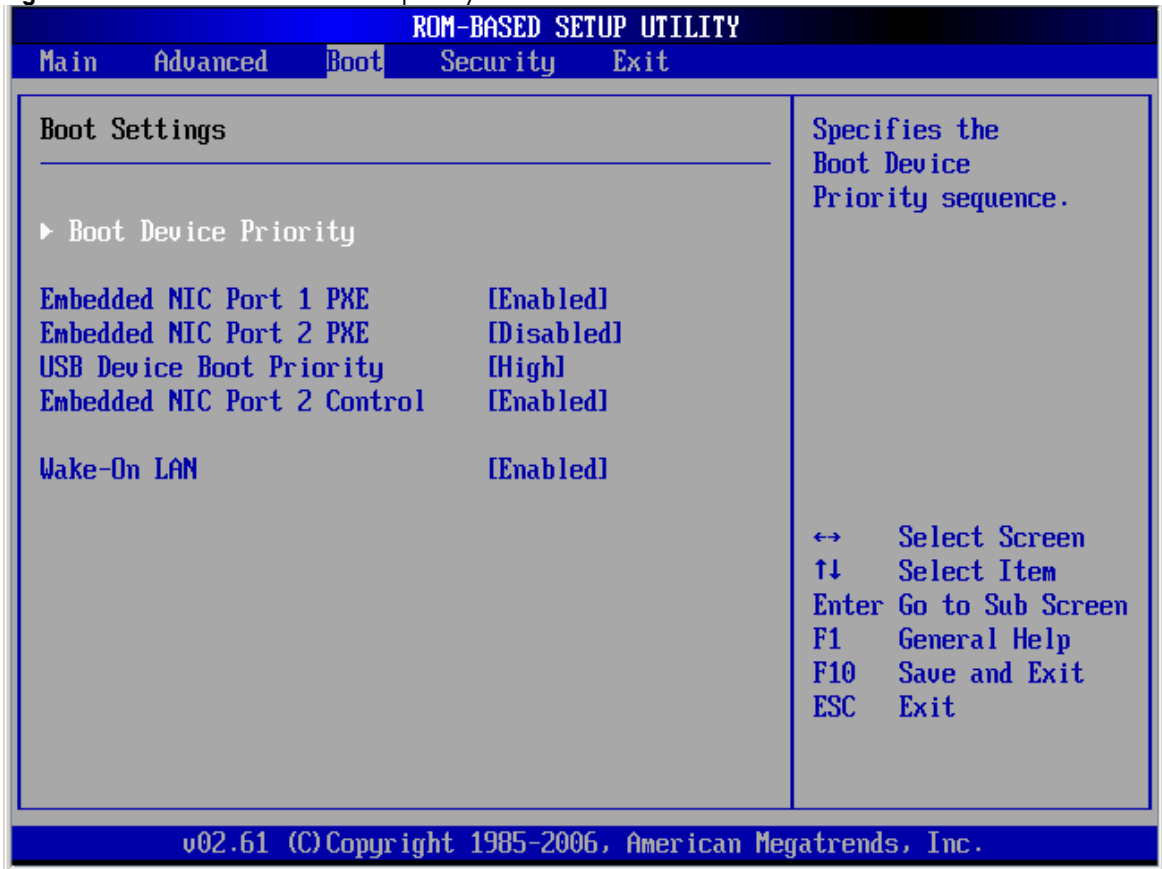 ROM-BASED SETUP UTILITY
Main Advanced Boot Security Exit
Boot Settings
▶ Boot Device Priority
Embedded NIC Port 1 PXE [Enabled]
Embedded NIC Port 2 PXE [Disabled]
USB Device Boot Priority [High]
Embedded NIC Port 2 Control [Enabled]
Wake-On LAN [Enabled]
Specifies the
Boot Device
Priority sequence.
←→ Select Screen
↑↓ Select Item
Enter Go to Sub Screen
F1 General Help
F10 Save and Exit
ESC Exit
v02.61 (C)Copyright 1985-2006, American Megatrends, Inc.